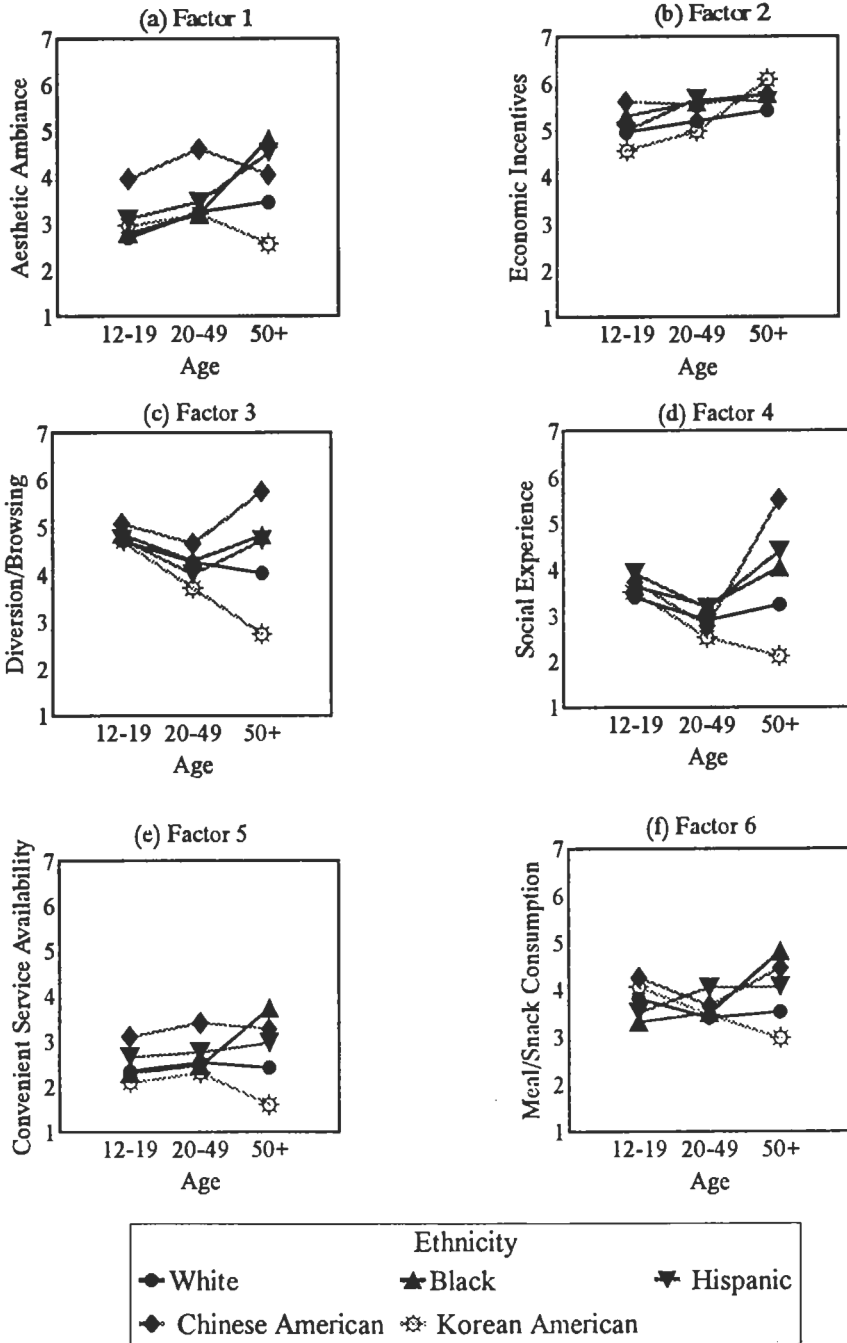 (a) Factor 1
7
6
5
4
3
2
1
Aesthetic Ambiance
12-19 20-49 50+
Age
(b) Factor 2
7
6
5
4
3
2
1
Economic Incentives
12-19 20-49 50+
Age
(c) Factor 3
7
6
5
4
3
2
1
Diversion/Browsing
12-19 20-49 50+
Age
(d) Factor 4
7
6
5
4
3
2
1
Social Experience
12-19 20-49 50+
Age
(e) Factor 5
7
6
5
4
3
2
1
Convenient Service Availability
12-19 20-49 50+
Age
(f) Factor 6
7
6
5
4
3
2
1
Meal/Snack Consumption
12-19 20-49 50+
Age
Ethnicity
White Black Hispanic
Chinese American Korean American